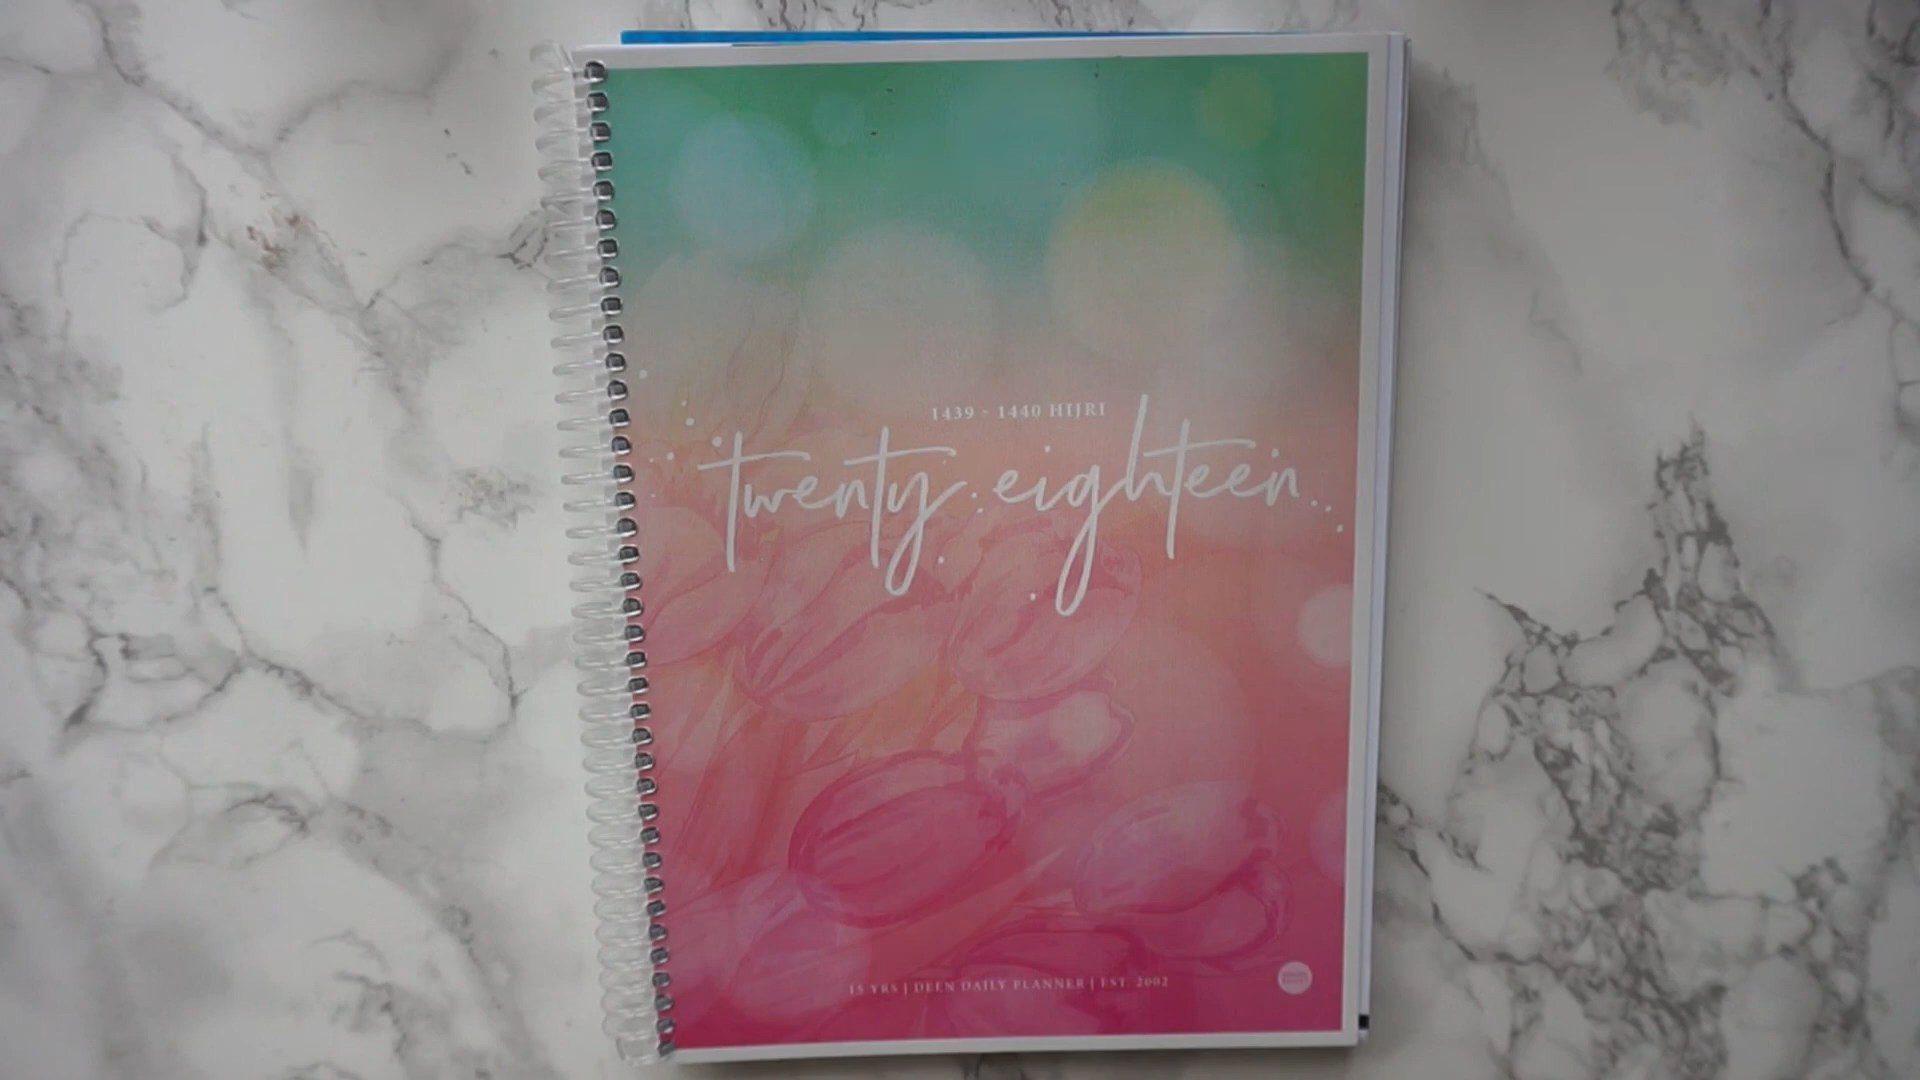 1439 - 1440 HIJRI
twenty eighteen
15 YRS | DEEN DAILY PLANNER | EST. 2002